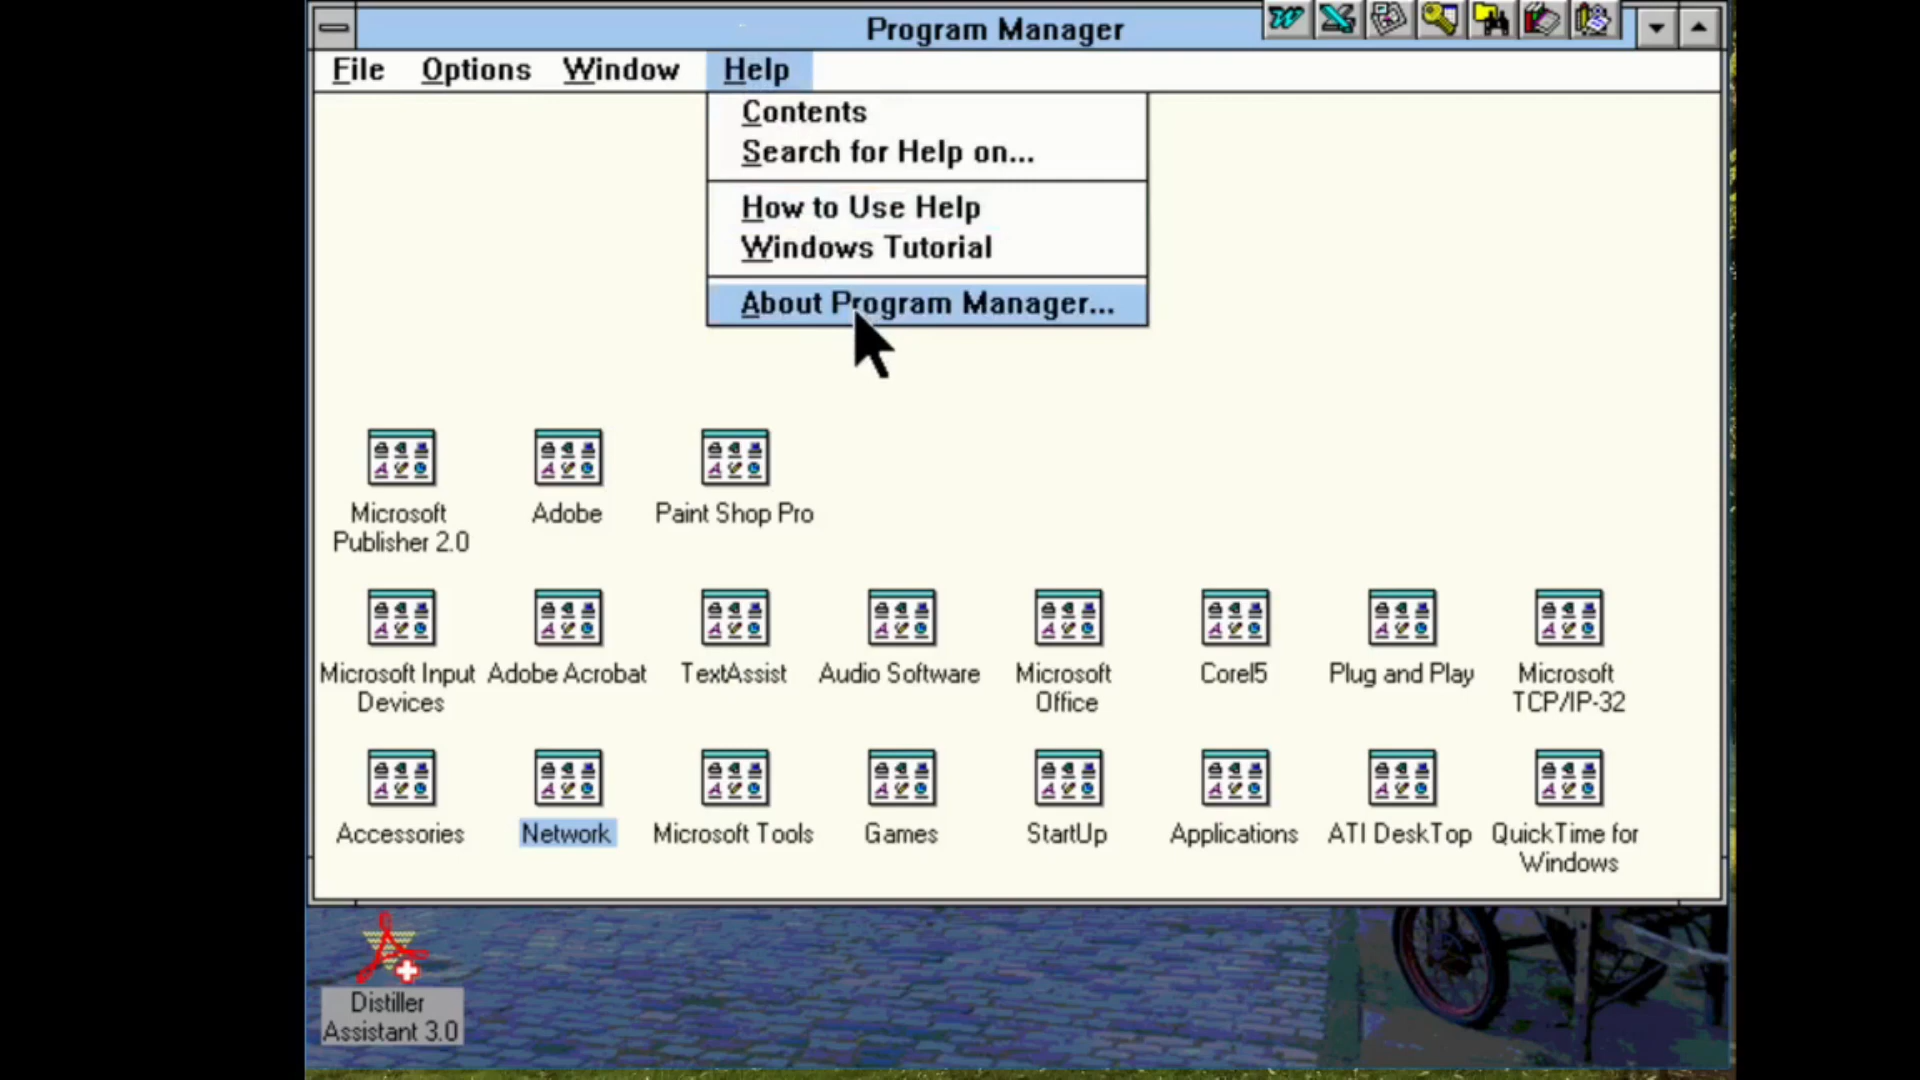 Program Manager
File Options Window Help
Contents
Search for Help on...
How to Use Help
Windows Tutorial
About Program Manager...
Microsoft
Publisher 2.0
Adobe
Paint Shop Pro
Microsoft Input
Devices
Adobe Acrobat
TextAssist
Audio Software
Microsoft
Office
Corel5
Plug and Play
Microsoft
TCP/IP-32
Accessories
Network
Microsoft Tools
Games
StartUp
Applications
ATI DeskTop
QuickTime for
Windows
Distiller
Assistant 3.0